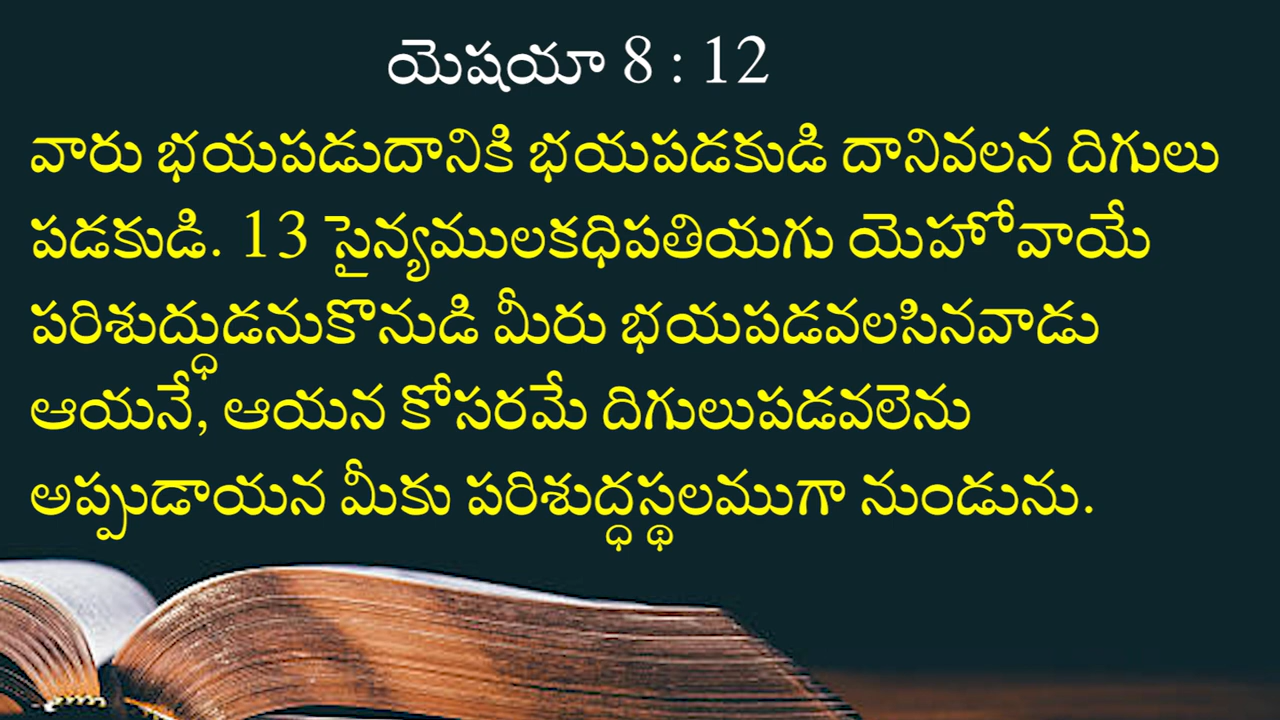 యెషయా 8 : 12
వారు భయపడుదానికి భయపడకుడి దానివలన దిగులు
పడకుడి. 13 సైన్యములకధిపతియగు యెహోవాయే
పరిశుద్ధుడనుకొనుడి మీరు భయపడవలసినవాడు
ఆయనే, ఆయన కోసరమే దిగులుపడవలెను
అప్పుడాయన మీకు పరిశుద్ధస్థలముగా నుండును.